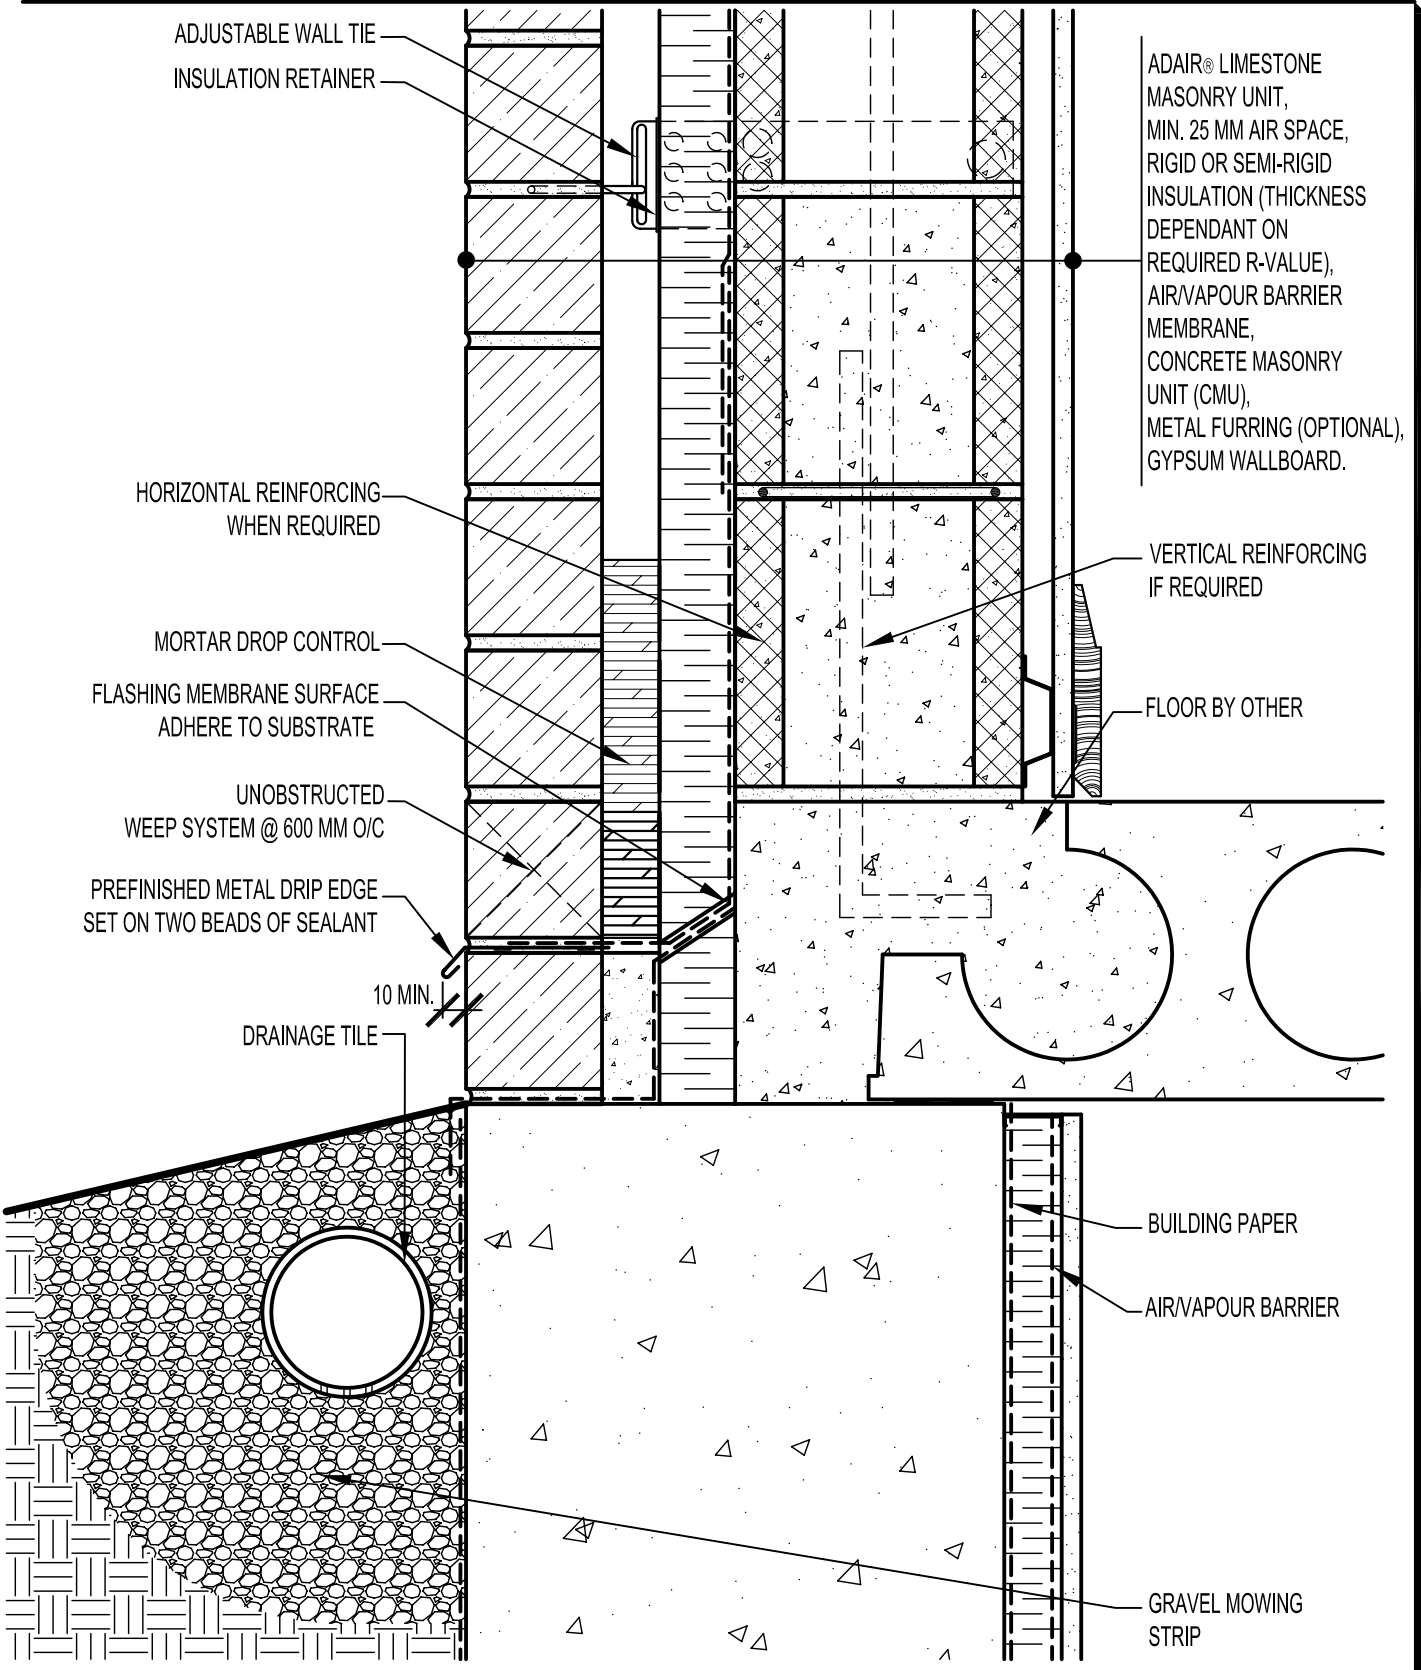 ADJUSTABLE WALL TIE
INSULATION RETAINER
HORIZONTAL REINFORCING
WHEN REQUIRED
MORTAR DROP CONTROL
FLASHING MEMBRANE SURFACE
ADHERE TO SUBSTRATE
UNOBSTRUCTED
WEEP SYSTEM @ 600 MM O/C
PREFINISHED METAL DRIP EDGE
SET ON TWO BEADS OF SEALANT
10 MIN.
DRAINAGE TILE
ADAIR® LIMESTONE
MASONRY UNIT,
MIN. 25 MM AIR SPACE,
RIGID OR SEMI-RIGID
INSULATION (THICKNESS
DEPENDANT ON
REQUIRED R-VALUE),
AIR/VAPOUR BARRIER
MEMBRANE,
CONCRETE MASONRY
UNIT (CMU),
METAL FURRING (OPTIONAL),
GYPSUM WALLBOARD.
VERTICAL REINFORCING
IF REQUIRED
FLOOR BY OTHER
BUILDING PAPER
AIR/VAPOUR BARRIER
GRAVEL MOWING
STRIP